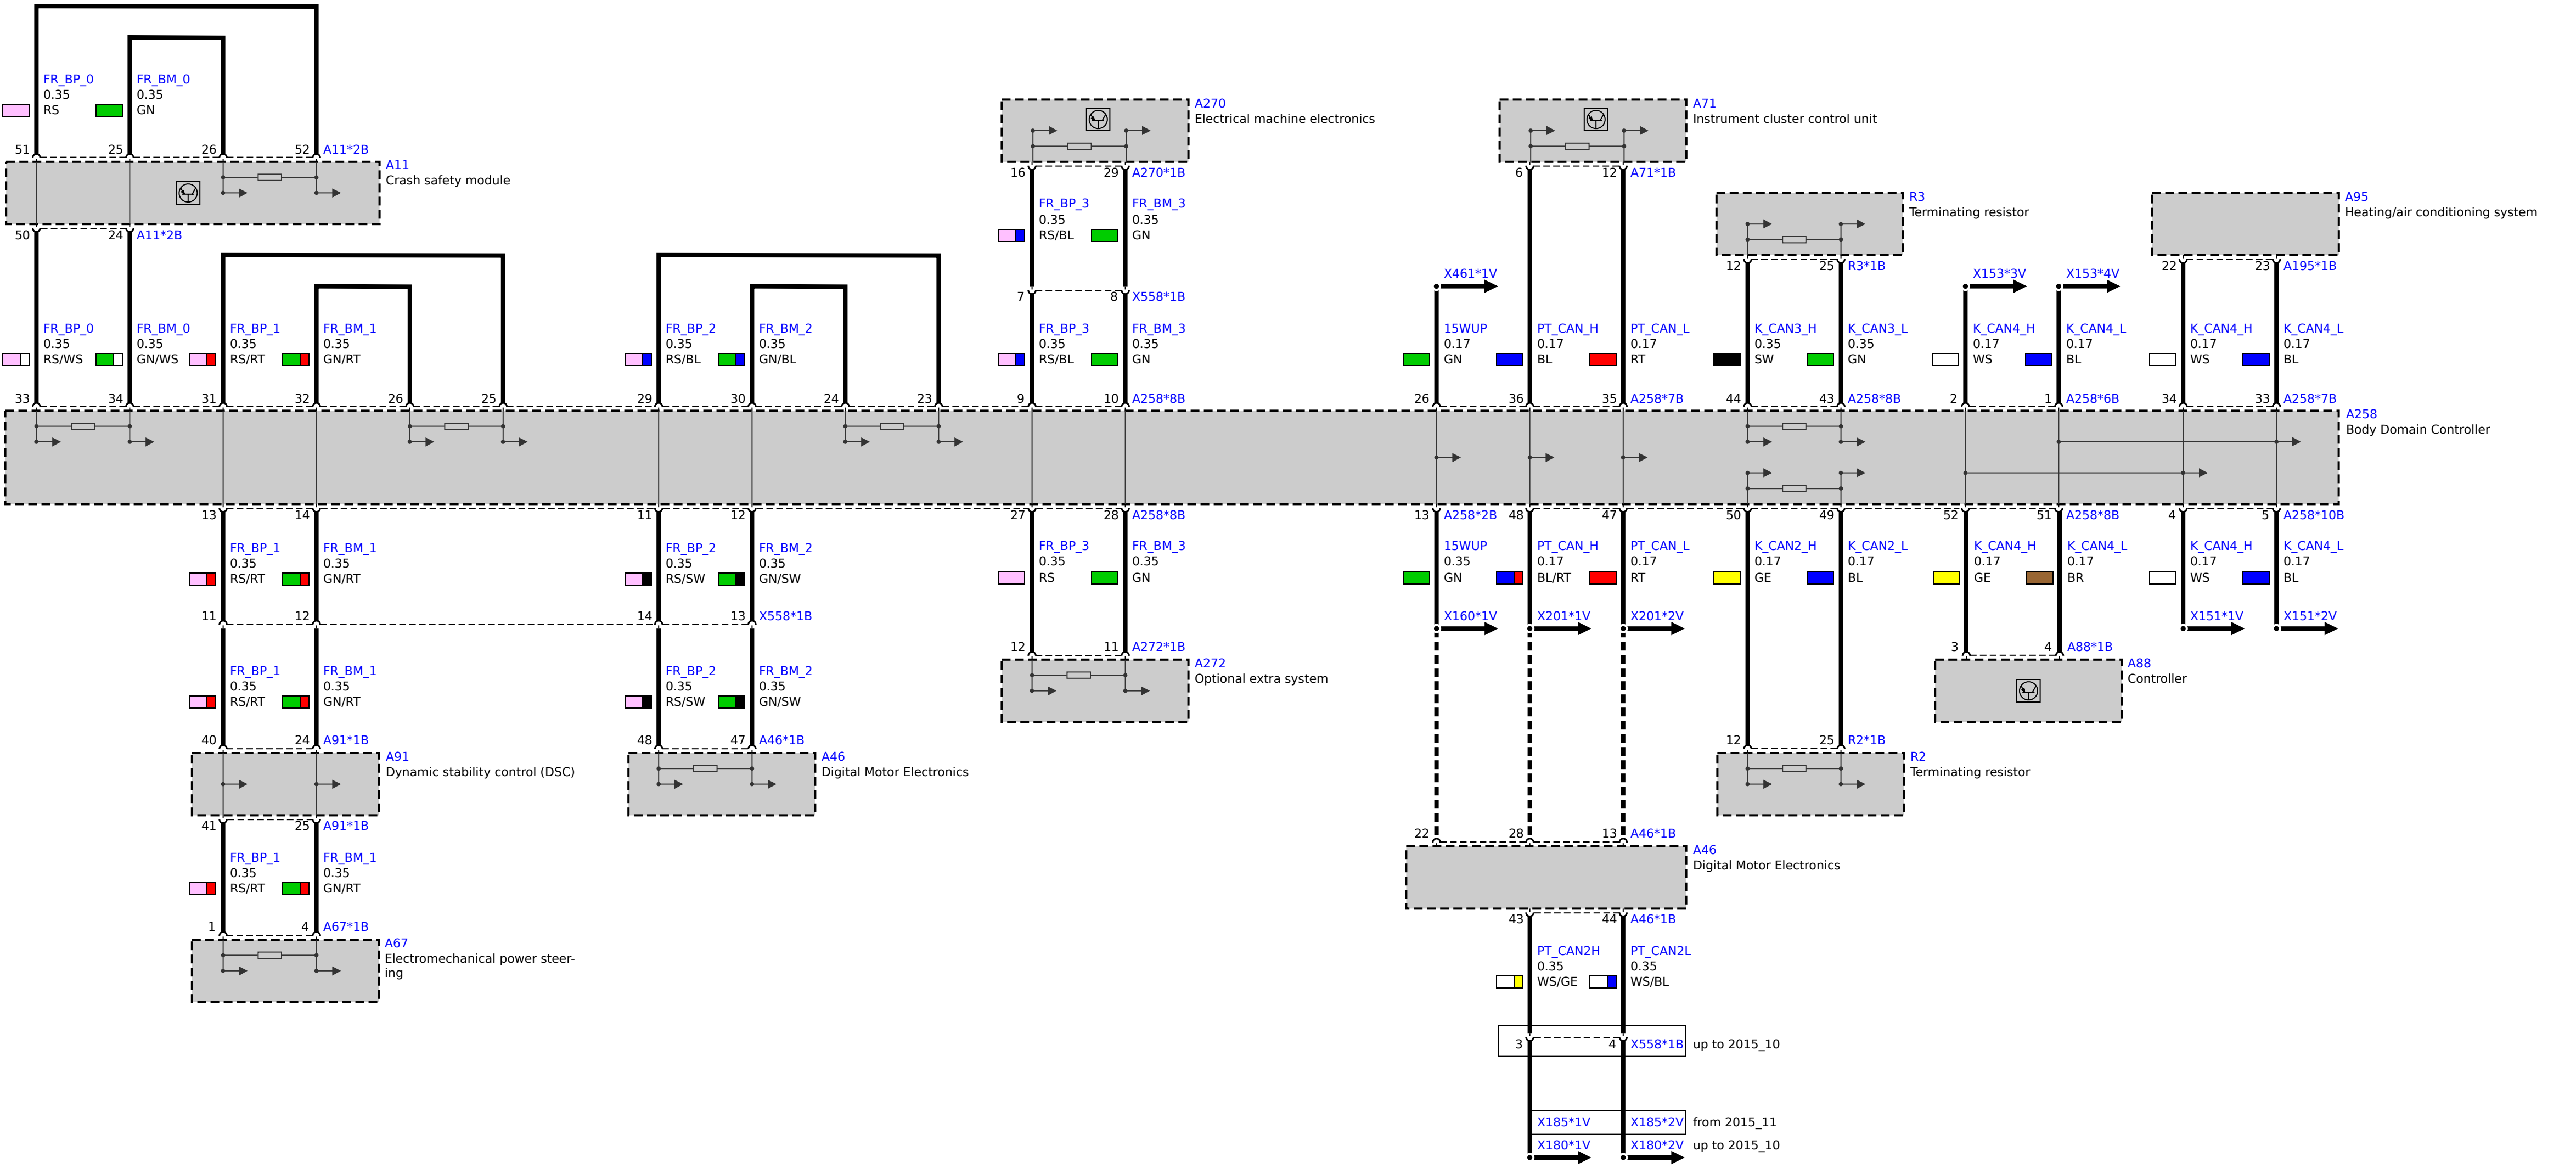 FR_BP_0 FR_BM_0
0.35 0.35
RS GN
51 25 26 52 A11*2B
A11
Crash safety module
50 24 A11*2B
A270
Electrical machine electronics
16 29 A270*1B
FR_BP_3 FR_BM_3
0.35 0.35
RS/BL GN
7 8 X558*1B
A71
Instrument cluster control unit
6 12 A71*1B
R3
Terminating resistor
12 25 R3*1B
A95
Heating/air conditioning system
22 23 A195*1B
X461*1V X153*3V X153*4V
FR_BP_0 FR_BM_0 FR_BP_1 FR_BM_1 FR_BP_2 FR_BM_2 FR_BP_3 FR_BM_3 15WUP PT_CAN_H PT_CAN_L K_CAN3_H K_CAN3_L K_CAN4_H K_CAN4_L K_CAN4_H K_CAN4_L
0.35 0.35 0.35 0.35 0.35 0.35 0.35 0.35 0.17 0.17 0.17 0.35 0.35 0.17 0.17 0.17 0.17
RS/WS GN/WS RS/RT GN/RT RS/BL GN/BL RS/BL GN GN BL RT SW GN WS BL WS BL
33 34 31 32 26 25 29 30 24 23 9 10 A258*8B 26 36 35 A258*7B 44 43 A258*8B 2 1 A258*6B 34 33 A258*7B
A258
Body Domain Controller
13 14 11 12 27 28 A258*8B 13 A258*2B 48 47 50 49 52 51 A258*8B 4 5 A258*10B
FR_BP_1 FR_BM_1 FR_BP_2 FR_BM_2 FR_BP_3 FR_BM_3 15WUP PT_CAN_H PT_CAN_L K_CAN2_H K_CAN2_L K_CAN4_H K_CAN4_L K_CAN4_H K_CAN4_L
0.35 0.35 0.35 0.35 0.35 0.35 0.35 0.17 0.17 0.17 0.17 0.17 0.17 0.17 0.17
RS/RT GN/RT RS/SW GN/SW RS GN GN BL/RT RT GE BL GE BR WS BL
11 12 14 13 X558*1B
X160*1V X201*1V X201*2V X151*1V X151*2V
12 11 A272*1B
A272
Optional extra system
3 4 A88*1B
A88
Controller
FR_BP_1 FR_BM_1 FR_BP_2 FR_BM_2
0.35 0.35 0.35 0.35
RS/RT GN/RT RS/SW GN/SW
40 24 A91*1B 48 47 A46*1B 12 25 R2*1B
A91
Dynamic stability control (DSC)
A46
Digital Motor Electronics
R2
Terminating resistor
41 25 A91*1B
22 28 13 A46*1B
A46
Digital Motor Electronics
FR_BP_1 FR_BM_1
0.35 0.35
RS/RT GN/RT
1 4 A67*1B
A67
Electromechanical power steer-
ing
43 44 A46*1B
PT_CAN2H PT_CAN2L
0.35 0.35
WS/GE WS/BL
3 4 X558*1B up to 2015_10
X185*1V X185*2V from 2015_11
X180*1V X180*2V up to 2015_10